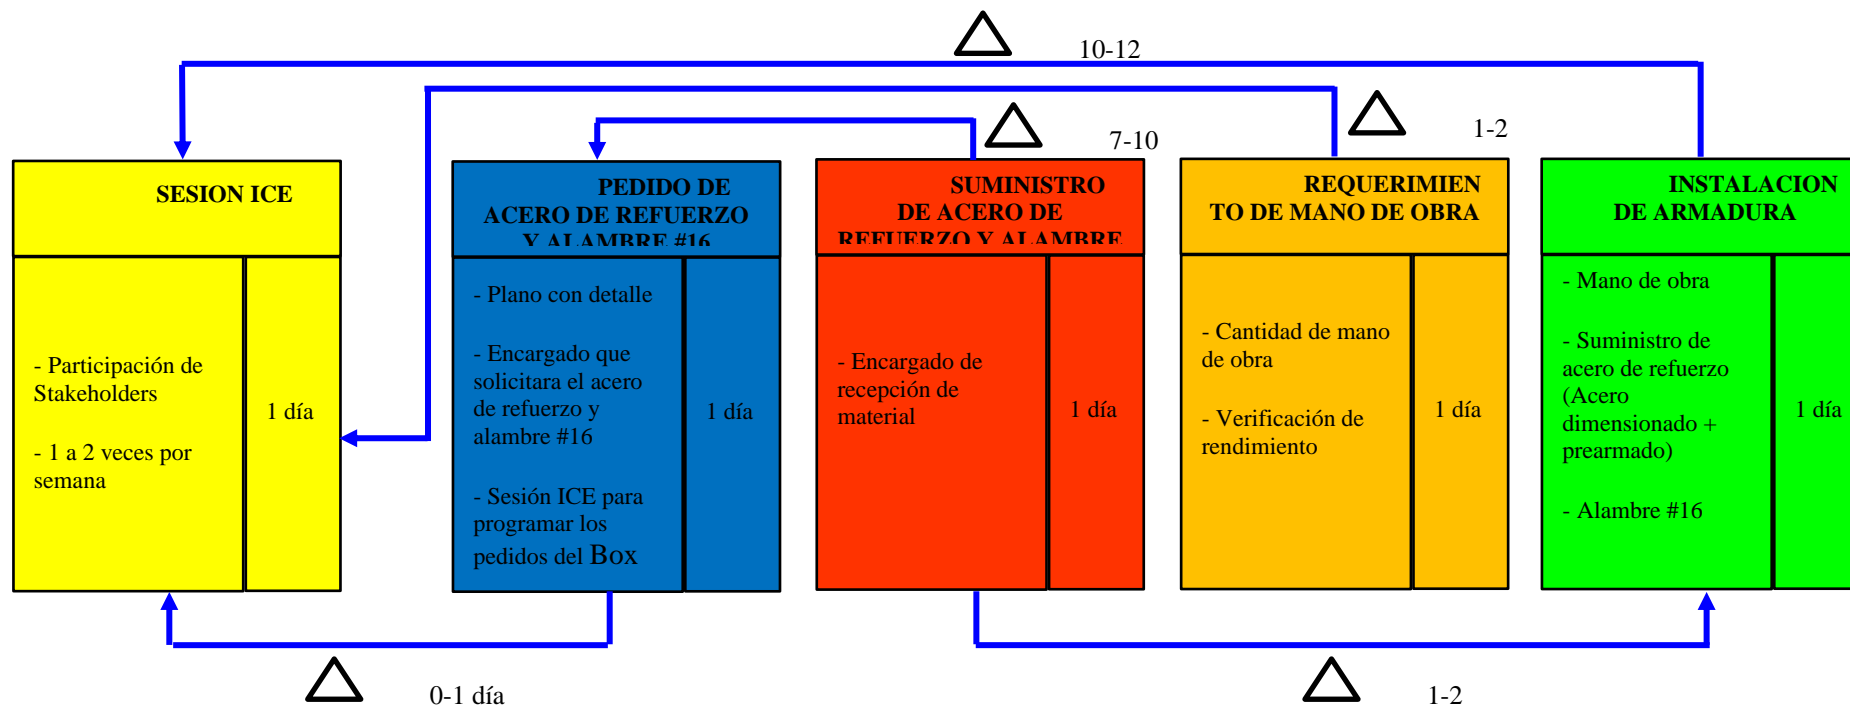 10-12
7-10
1-2
SESION ICE
- Participación de
Stakeholders
- 1 a 2 veces por
semana
1 día
PEDIDO DE
ACERO DE REFUERZO
Y ALAMBRE #16
- Plano con detalle
- Encargado que
solicitara el acero
de refuerzo y
alambre #16
- Sesión ICE para
programar los
pedidos del Box
1 día
SUMINISTRO
DE ACERO DE
REFUERZO Y ALAMBRE
- Encargado de
recepción de
material
1 día
REQUERIMIEN
TO DE MANO DE OBRA
- Cantidad de mano
de obra
- Verificación de
rendimiento
1 día
INSTALACION
DE ARMADURA
- Mano de obra
- Suministro de
acero de refuerzo
(Acero
dimensionado +
prearmado)
- Alambre #16
1 día
0-1 día
1-2